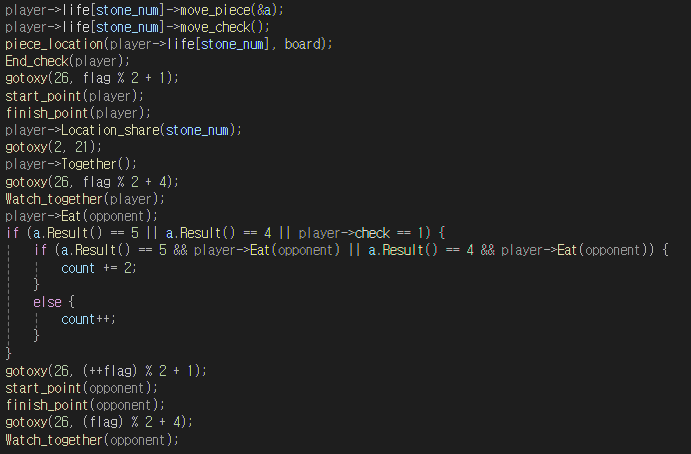 player->life[stone_num]->move_piece(&a);
player->life[stone_num]->move_check();
piece_location(player->life[stone_num], board);
End_check(player);
gotoxy(26, flag % 2 + 1);
start_point(player);
finish_point(player);
player->Location_share(stone_num);
gotoxy(2, 21);
player->Together();
gotoxy(26, flag % 2 + 4);
Watch_together(player);
player->Eat(opponent);
if (a.Result() == 5 || a.Result() == 4 || player->check == 1) {
    if (a.Result() == 5 && player->Eat(opponent) || a.Result() == 4 && player->Eat(opponent)) {
        count += 2;
    }
    else {
        count++;
    }
}
gotoxy(26, (++flag) % 2 + 1);
start_point(opponent);
finish_point(opponent);
gotoxy(26, (flag) % 2 + 4);
Watch_together(opponent);